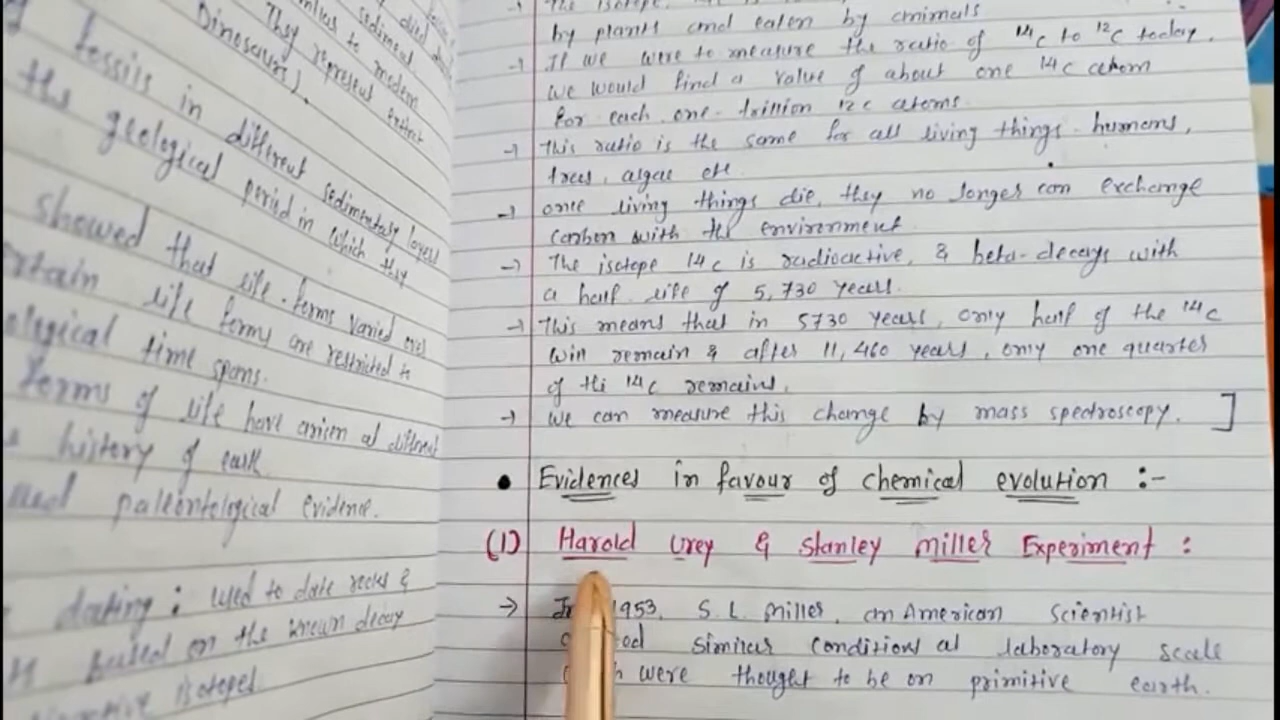 fossils in different sedimentary layers
the geological period in which they
showed that life-forms varied over
life forms are restricted to
ological time spans.
forms of life have arisen at different
history of earth
paleontological evidence.
dating: used to date rocks &
based on the known decay
isotopes
Dinosaurs).
They represent extinct
to modern
sediment.
The isotope
by plants and eaten by animals
→ If we were to measure the ratio of ¹⁴C to ¹²C today,
we would find a value of about one ¹⁴C atom
for each one-trillion ¹²C atoms.
→ This ratio is the same for all living things-humans,
trees, algae etc
→ once living things die, they no longer can exchange
carbon with the environment
→ The isotope ¹⁴C is radioactive, & beta-decays with
a half life of 5,730 years.
→ This means that in 5730 years, only half of the ¹⁴C
will remain & after 11,460 years, only one quarter
of the ¹⁴C remains.
→ we can measure this change by mass spectroscopy. ]
• Evidences in favour of chemical evolution :-
(1) Harold Urey & Stanley Miller Experiment :
→ In 1953, S.L. Miller, an American Scientist
similar conditions at laboratory scale
were thought to be on primitive earth.